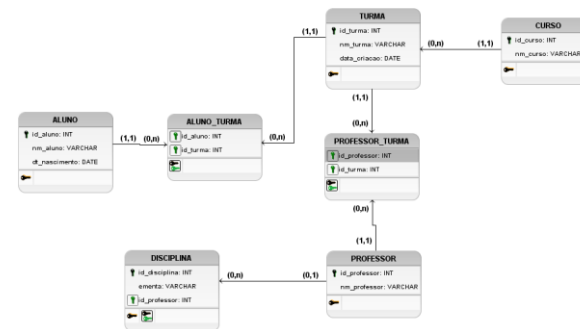 TURMA
id_turma: INT
nm_turma: VARCHAR
data_criacao: DATE
CURSO
id_curso: INT
nm_curso: VARCHAR
(1,1)
(0,n)
(1,1)
(1,1)
(0,n)
(0,n)
ALUNO
id_aluno: INT
nm_aluno: VARCHAR
dt_nascimento: DATE
(1,1)
(0,n)
ALUNO_TURMA
id_aluno: INT
id_turma: INT
PROFESSOR_TURMA
id_professor: INT
id_turma: INT
(0,n)
(1,1)
DISCIPLINA
id_disciplina: INT
ementa: VARCHAR
id_professor: INT
(0,n)
(0,1)
PROFESSOR
id_professor: INT
nm_professor: VARCHAR